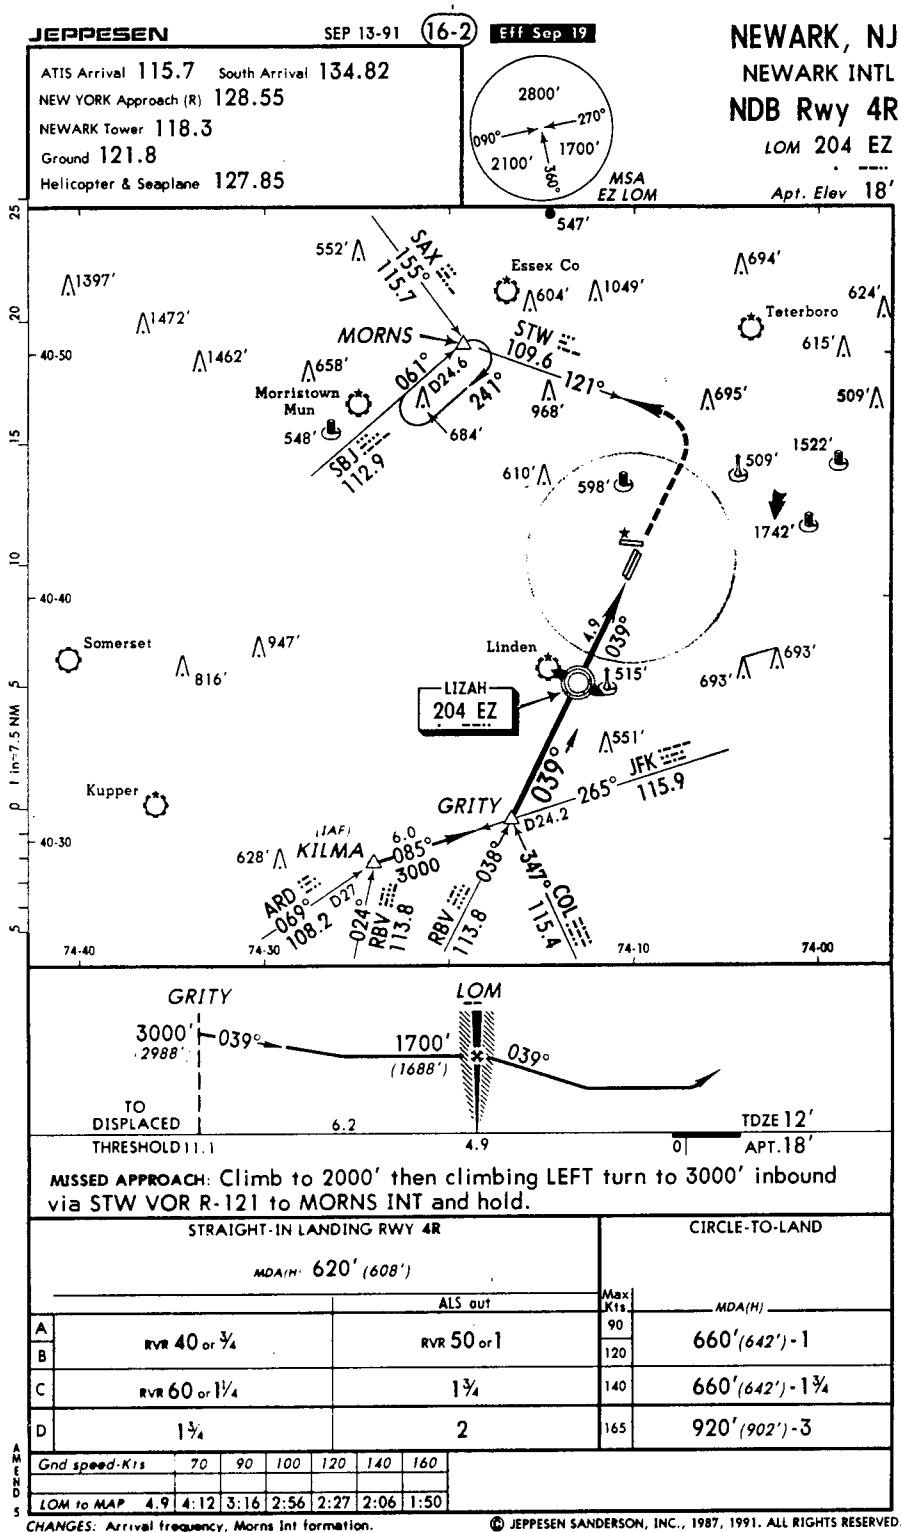 JEPPESEN SEP 13-91 16-2 Eff Sep 19
NEWARK, NJ
NEWARK INTL
NDB Rwy 4R
LOM 204 EZ
Apt. Elev 18'
ATIS Arrival 115.7 South Arrival 134.82
NEW YORK Approach (R) 128.55
NEWARK Tower 118.3
Ground 121.8
Helicopter & Seaplane 127.85
2800'
270°
090°
2100' 1700'
360°
MSA
EZ LOM
25
547'
552'
SAX
155°
115.7
694'
Essex Co
1397'
604'
1049'
624'
Teterboro
1472'
20
STW
109.6
615'
MORNS
40-50
1462'
658'
061°
D24.6
241°
121°
Morristown
Mun
968'
695'
509'
684'
548'
SBJ
112.9
15
610'
598'
509'
1522'
1742'
10
40-40
4.9
039°
Somerset
947'
Linden
816'
693'
693'
515'
5
LIZAH
204 EZ
1 in=7.5 NM
551'
039°
JFK
265°
115.9
Kupper
0
GRITY
D24.2
(IAF)
KILMA
6.0
085°
3000
40-30
628'
ARD
069°
108.2
D27
024°
RBV
113.8
038°
RBV
113.8
347°
COL
115.4
5
74-40 74-30 74-10 74-00
GRITY LOM
3000' 039° 1700' 039°
(2988') (1688')
TO
DISPLACED 6.2 TDZE 12'
THRESHOLD 11.1 4.9 0 APT. 18'
MISSED APPROACH: Climb to 2000' then climbing LEFT turn to 3000' inbound
via STW VOR R-121 to MORNS INT and hold.
STRAIGHT-IN LANDING RWY 4R CIRCLE-TO-LAND
MDA(H) 620' (608')
ALS out Max Kts. MDA(H)
A RVR 40 or ¾ RVR 50 or 1 90 660' (642') - 1
B 120
C RVR 60 or 1¼ 1¾ 140 660' (642') - 1¾
D 1¾ 2 165 920' (902') - 3
AMENDS
Gnd speed-Kts 70 90 100 120 140 160
LOM to MAP 4.9 4:12 3:16 2:56 2:27 2:06 1:50
CHANGES: Arrival frequency, Morns Int formation.
© JEPPESEN SANDERSON, INC., 1987, 1991. ALL RIGHTS RESERVED.